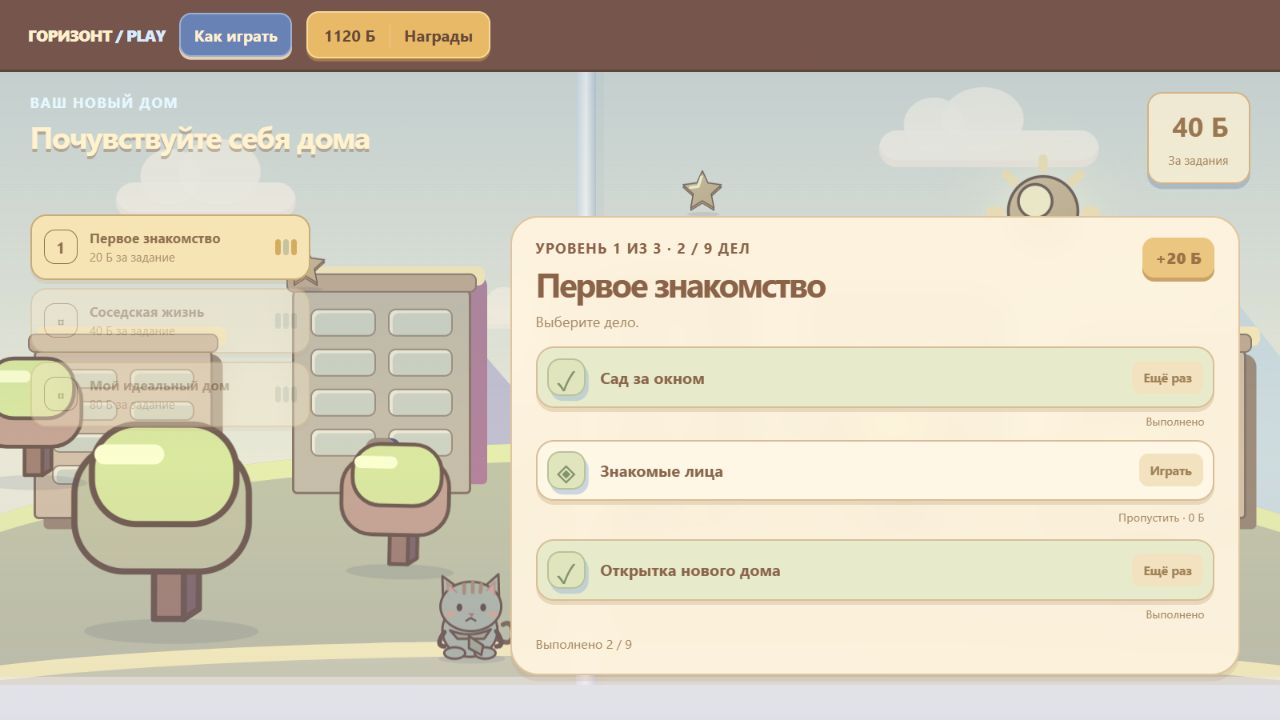 ГОРИЗОНТ / PLAY
Как играть
1120 Б
Награды
ВАШ НОВЫЙ ДОМ
Почувствуйте себя дома
40 Б
За задания
1
Первое знакомство
20 Б за задание
Соседская жизнь
40 Б за задание
Мой идеальный дом
80 Б за задание
УРОВЕНЬ 1 ИЗ 3 · 2 / 9 ДЕЛ
+20 Б
Первое знакомство
Выберите дело.
Сад за окном
Ещё раз
Выполнено
Знакомые лица
Играть
Пропустить · 0 Б
Открытка нового дома
Ещё раз
Выполнено
Выполнено 2 / 9